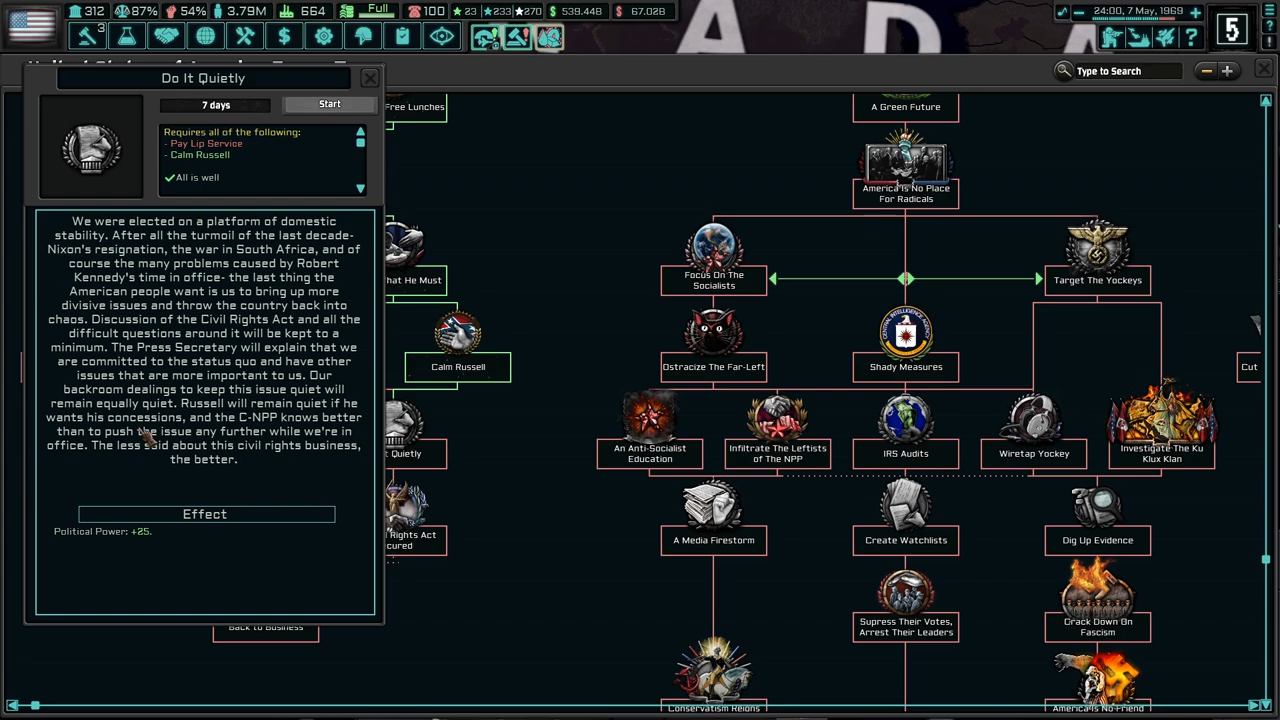 312 87% 54% 3.79M 664 Full 100 23 233 270 $ 539.44B $ 67.02B
24:00, 7 May, 1969
5
3
Do It Quietly
7 days
Start
Requires all of the following:
- Pay Lip Service
- Calm Russell
All is well
We were elected on a platform of domestic
stability. After all the turmoil of the last decade-
Nixon's resignation, the war in South Africa, and of
course the many problems caused by Robert
Kennedy's time in office- the last thing the
American people want is us to bring up more
divisive issues and throw the country back into
chaos. Discussion of the Civil Rights Act and all the
difficult questions around it will be kept to a
minimum. The Press Secretary will explain that we
are committed to the status quo and have other
issues that are more important to us. Our
backroom dealings to keep this issue quiet will
remain equally quiet. Russell will remain quiet if he
wants his concessions, and the C-NPP knows better
than to push the issue any further while we're in
office. The less said about this civil rights business,
the better.
Effect
Political Power: +25.
Type to Search
Free Lunches
A Green Future
America Is No Place
For Radicals
hat He Must
Focus On The
Socialists
Target The Yockeys
Calm Russell
Ostracize The Far-Left
Shady Measures
Cut
t Quietly
An Anti-Socialist
Education
Infiltrate The Leftists
of The NPP
IRS Audits
Wiretap Yockey
Investigate The Ku
Klux Klan
l Rights Act
cured
A Media Firestorm
Create Watchlists
Dig Up Evidence
Back to Business
Supress Their Votes,
Arrest Their Leaders
Crack Down On
Fascism
Conservatism Reigns
America Is No Friend